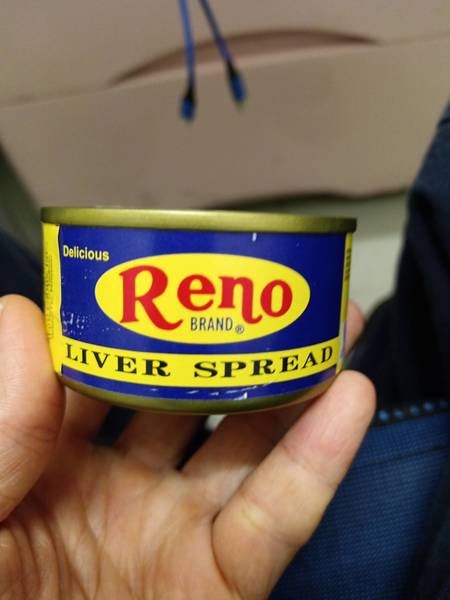 Delicious
Reno
BRAND®
LIVER SPREAD